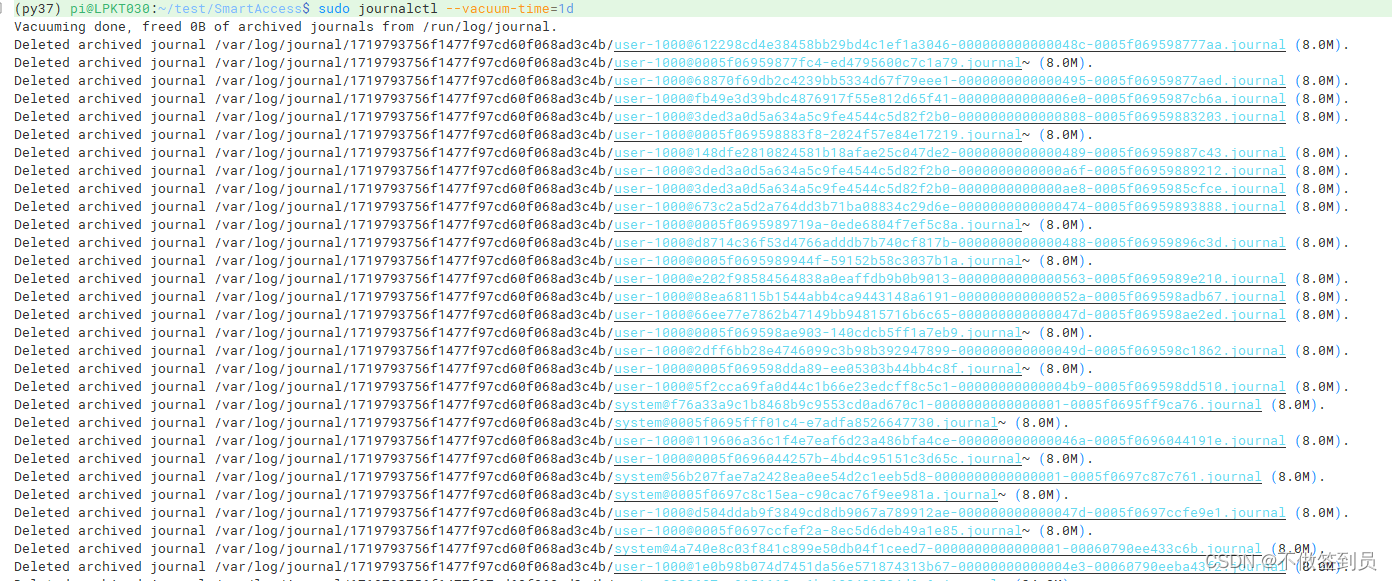 (py37) pi@LPKT030:~/test/SmartAccess$ sudo journalctl --vacuum-time=1d
Vacuuming done, freed 0B of archived journals from /run/log/journal.
Deleted archived journal /var/log/journal/1719793756f1477f97cd60f068ad3c4b/user-1000@612298cd4e38458bb29bd4c1ef1a3046-000000000000048c-0005f069598777aa.journal (8.0M).
Deleted archived journal /var/log/journal/1719793756f1477f97cd60f068ad3c4b/user-1000@0005f06959877fc4-ed4795600c7c1a79.journal~ (8.0M).
Deleted archived journal /var/log/journal/1719793756f1477f97cd60f068ad3c4b/user-1000@68870f69db2c4239bb5334d67f79eee1-0000000000000495-0005f06959877aed.journal (8.0M).
Deleted archived journal /var/log/journal/1719793756f1477f97cd60f068ad3c4b/user-1000@fb49e3d39bdc4876917f55e812d65f41-00000000000006e0-0005f0695987cb6a.journal (8.0M).
Deleted archived journal /var/log/journal/1719793756f1477f97cd60f068ad3c4b/user-1000@3ded3a0d5a634a5c9fe4544c5d82f2b0-0000000000000808-0005f06959883203.journal (8.0M).
Deleted archived journal /var/log/journal/1719793756f1477f97cd60f068ad3c4b/user-1000@0005f069598883f8-2024f57e84e17219.journal~ (8.0M).
Deleted archived journal /var/log/journal/1719793756f1477f97cd60f068ad3c4b/user-1000@148dfe2810824581b18afae25c047de2-0000000000000489-0005f06959887c43.journal (8.0M).
Deleted archived journal /var/log/journal/1719793756f1477f97cd60f068ad3c4b/user-1000@3ded3a0d5a634a5c9fe4544c5d82f2b0-0000000000000a6f-0005f06959889212.journal (8.0M).
Deleted archived journal /var/log/journal/1719793756f1477f97cd60f068ad3c4b/user-1000@3ded3a0d5a634a5c9fe4544c5d82f2b0-0000000000000ae8-0005f0695985cfce.journal (8.0M).
Deleted archived journal /var/log/journal/1719793756f1477f97cd60f068ad3c4b/user-1000@673c2a5d2a764dd3b71ba08834c29d6e-0000000000000474-0005f06959893888.journal (8.0M).
Deleted archived journal /var/log/journal/1719793756f1477f97cd60f068ad3c4b/user-1000@0005f0695989719a-0ede6804f7ef5c8a.journal~ (8.0M).
Deleted archived journal /var/log/journal/1719793756f1477f97cd60f068ad3c4b/user-1000@d8714c36f53d4766adddb7b740cf817b-0000000000000488-0005f06959896c3d.journal (8.0M).
Deleted archived journal /var/log/journal/1719793756f1477f97cd60f068ad3c4b/user-1000@0005f0695989944f-59152b58c3037b1a.journal~ (8.0M).
Deleted archived journal /var/log/journal/1719793756f1477f97cd60f068ad3c4b/user-1000@e202f98584564838a0eaffdb9b0b9013-0000000000000563-0005f0695989e210.journal (8.0M).
Deleted archived journal /var/log/journal/1719793756f1477f97cd60f068ad3c4b/user-1000@08ea68115b1544abb4ca9443148a6191-000000000000052a-0005f069598adb67.journal (8.0M).
Deleted archived journal /var/log/journal/1719793756f1477f97cd60f068ad3c4b/user-1000@66ee77e7862b47149bb94815716b6c65-000000000000047d-0005f069598ae2ed.journal (8.0M).
Deleted archived journal /var/log/journal/1719793756f1477f97cd60f068ad3c4b/user-1000@0005f069598ae903-140cdcb5ff1a7eb9.journal~ (8.0M).
Deleted archived journal /var/log/journal/1719793756f1477f97cd60f068ad3c4b/user-1000@2dff6bb28e4746099c3b98b392947899-000000000000049d-0005f069598c1862.journal (8.0M).
Deleted archived journal /var/log/journal/1719793756f1477f97cd60f068ad3c4b/user-1000@0005f069598dda89-ee05303b44bb4c8f.journal~ (8.0M).
Deleted archived journal /var/log/journal/1719793756f1477f97cd60f068ad3c4b/user-1000@5f2cca69fa0d44c1b66e23edcff8c5c1-00000000000004b9-0005f069598dd510.journal (8.0M).
Deleted archived journal /var/log/journal/1719793756f1477f97cd60f068ad3c4b/system@f76a33a9c1b8468b9c9553cd0ad670c1-0000000000000001-0005f0695ff9ca76.journal (8.0M).
Deleted archived journal /var/log/journal/1719793756f1477f97cd60f068ad3c4b/system@0005f0695fff01c4-e7adfa8526647730.journal~ (8.0M).
Deleted archived journal /var/log/journal/1719793756f1477f97cd60f068ad3c4b/user-1000@119606a36c1f4e7eaf6d23a486bfa4ce-000000000000046a-0005f0696044191e.journal (8.0M).
Deleted archived journal /var/log/journal/1719793756f1477f97cd60f068ad3c4b/user-1000@0005f0696044257b-4bd4c95151c3d65c.journal~ (8.0M).
Deleted archived journal /var/log/journal/1719793756f1477f97cd60f068ad3c4b/system@56b207fae7a2428ea0ee54d2c1eeb5d8-0000000000000001-0005f0697c87c761.journal (8.0M).
Deleted archived journal /var/log/journal/1719793756f1477f97cd60f068ad3c4b/system@0005f0697c8c15ea-c90cac76f9ee981a.journal~ (8.0M).
Deleted archived journal /var/log/journal/1719793756f1477f97cd60f068ad3c4b/user-1000@d504ddab9f3849cd8db9067a789912ae-000000000000047d-0005f0697ccfe9e1.journal (8.0M).
Deleted archived journal /var/log/journal/1719793756f1477f97cd60f068ad3c4b/user-1000@0005f0697ccfef2a-8ec5d6deb49a1e85.journal~ (8.0M).
Deleted archived journal /var/log/journal/1719793756f1477f97cd60f068ad3c4b/system@4a740e8c03f841c899e50db04f1ceed7-0000000000000001-00060790ee433c6b.journal (8.0M).
Deleted archived journal /var/log/journal/1719793756f1477f97cd60f068ad3c4b/
CSDN @不做签到员